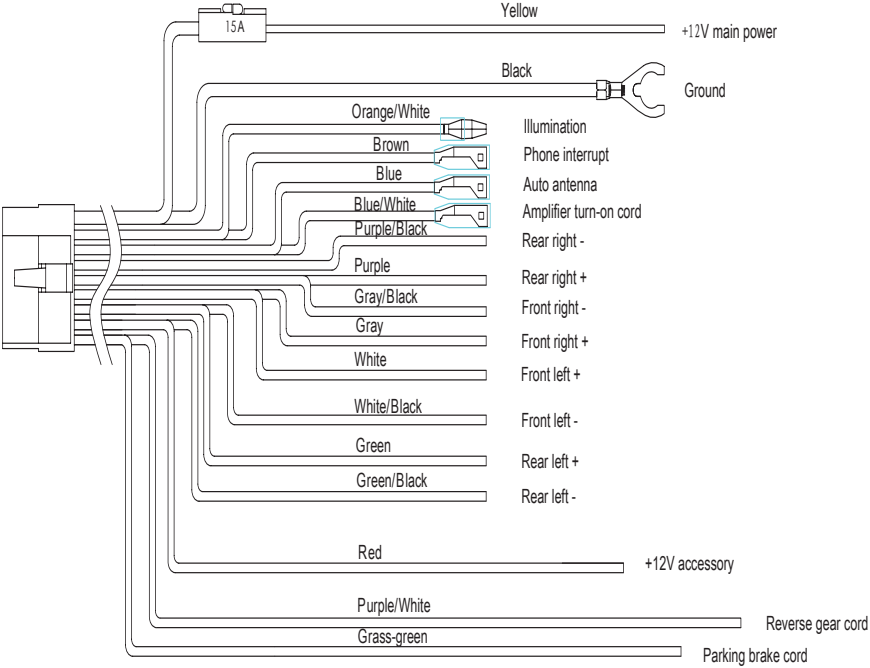 Yellow
15A
+12V main power
Black
Ground
Orange/White
Illumination
Brown
Phone interrupt
Blue
Auto antenna
Blue/White
Amplifier turn-on cord
Purple/Black
Rear right -
Purple
Rear right +
Gray/Black
Front right -
Gray
Front right +
White
Front left +
White/Black
Front left -
Green
Rear left +
Green/Black
Rear left -
Red
+12V accessory
Purple/White
Reverse gear cord
Grass-green
Parking brake cord